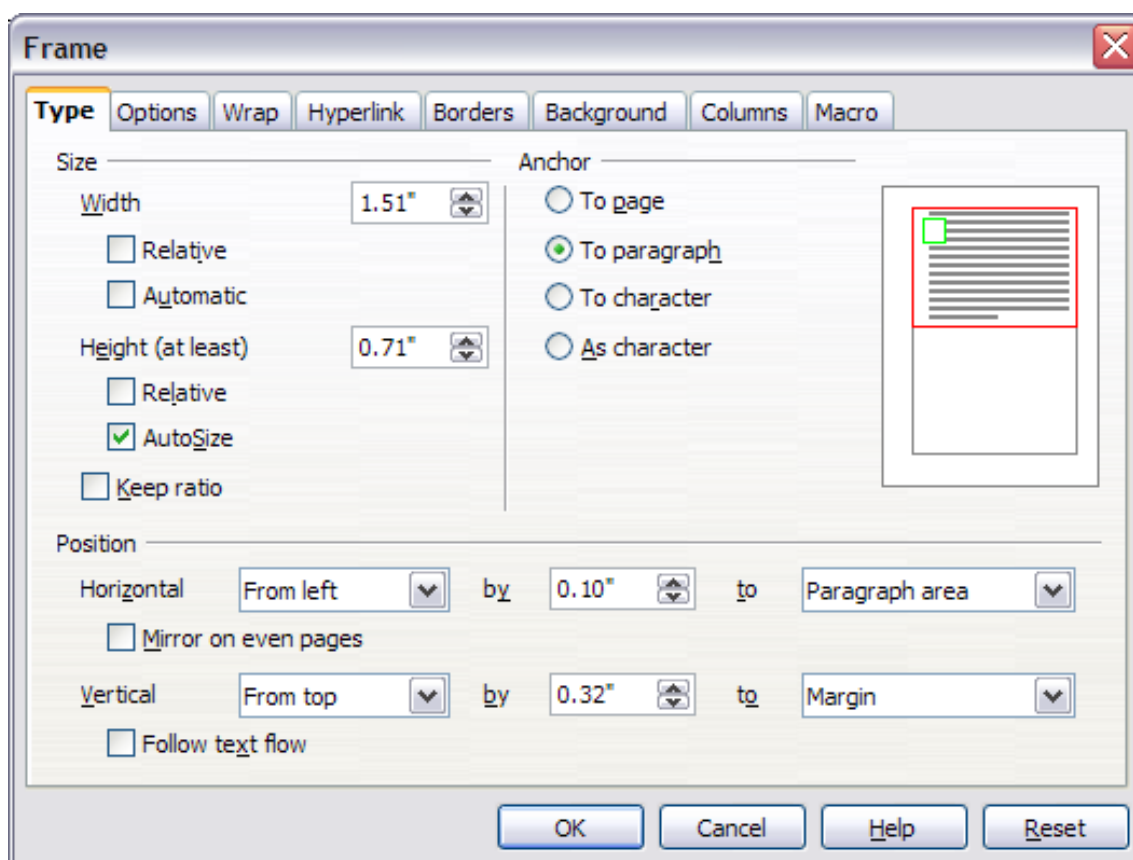 Frame
Type Options Wrap Hyperlink Borders Background Columns Macro
Size Anchor
Width 1.51" To page
Relative To paragraph
Automatic To character
Height (at least) 0.71" As character
Relative
AutoSize
Keep ratio
Position
Horizontal From left by 0.10" to Paragraph area
Mirror on even pages
Vertical From top by 0.32" to Margin
Follow text flow
OK Cancel Help Reset